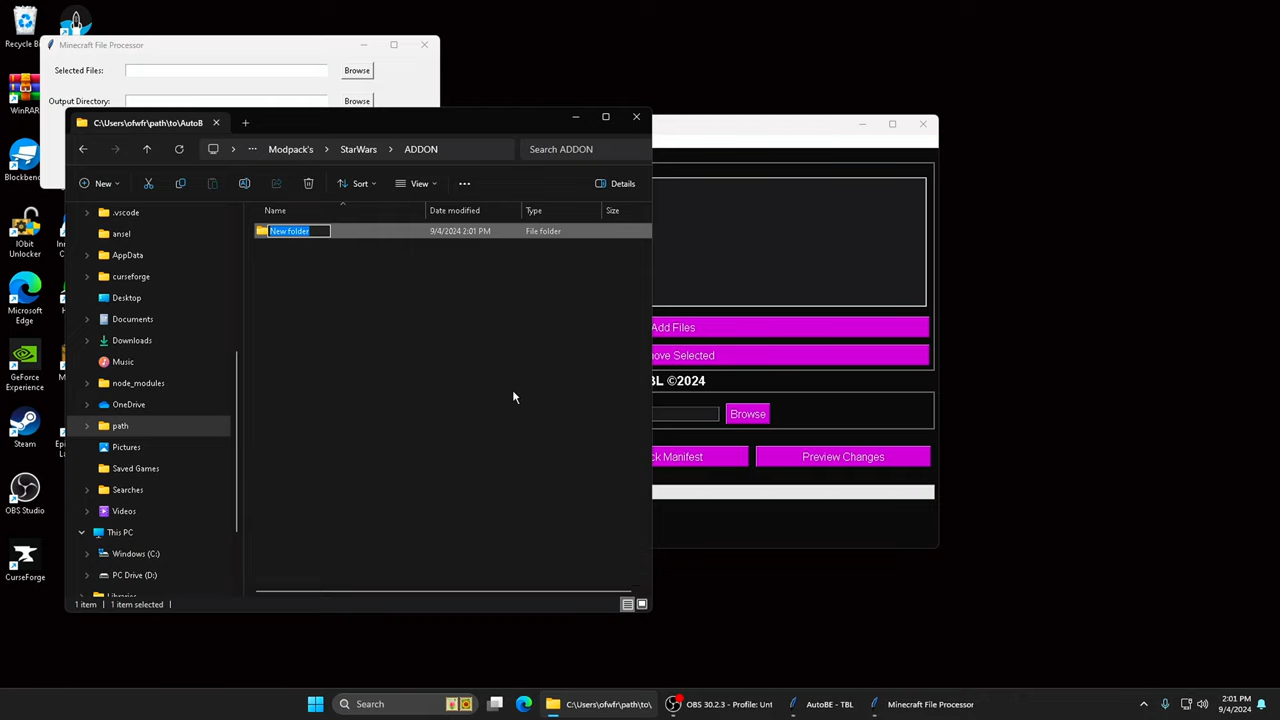 Recycle Bi
WinRAR
Blockbenc
IObit
Unlocker
Microsoft
Edge
GeForce
Experience
Steam
OBS Studio
CurseForge
Minecraft File Processor
Selected Files:
Browse
Output Directory:
Browse
C:\Users\ofwfr\path\to\AutoB
Modpack's
StarWars
ADDON
Search ADDON
New
Sort
View
Details
Name
Date modified
Type
Size
New folder
9/4/2024 2:01 PM
File folder
.vscode
ansel
AppData
curseforge
Desktop
Documents
Downloads
Music
node_modules
OneDrive
path
Pictures
Saved Games
Searches
Videos
This PC
Windows (C:)
PC Drive (D:)
1 item
1 item selected
Add Files
ove Selected
BL ©2024
Browse
ck Manifest
Preview Changes
Search
C:\Users\ofwfr\path\to\
OBS 30.2.3 - Profile: Unt
AutoBE - TBL
Minecraft File Processor
2:01 PM
9/4/2024